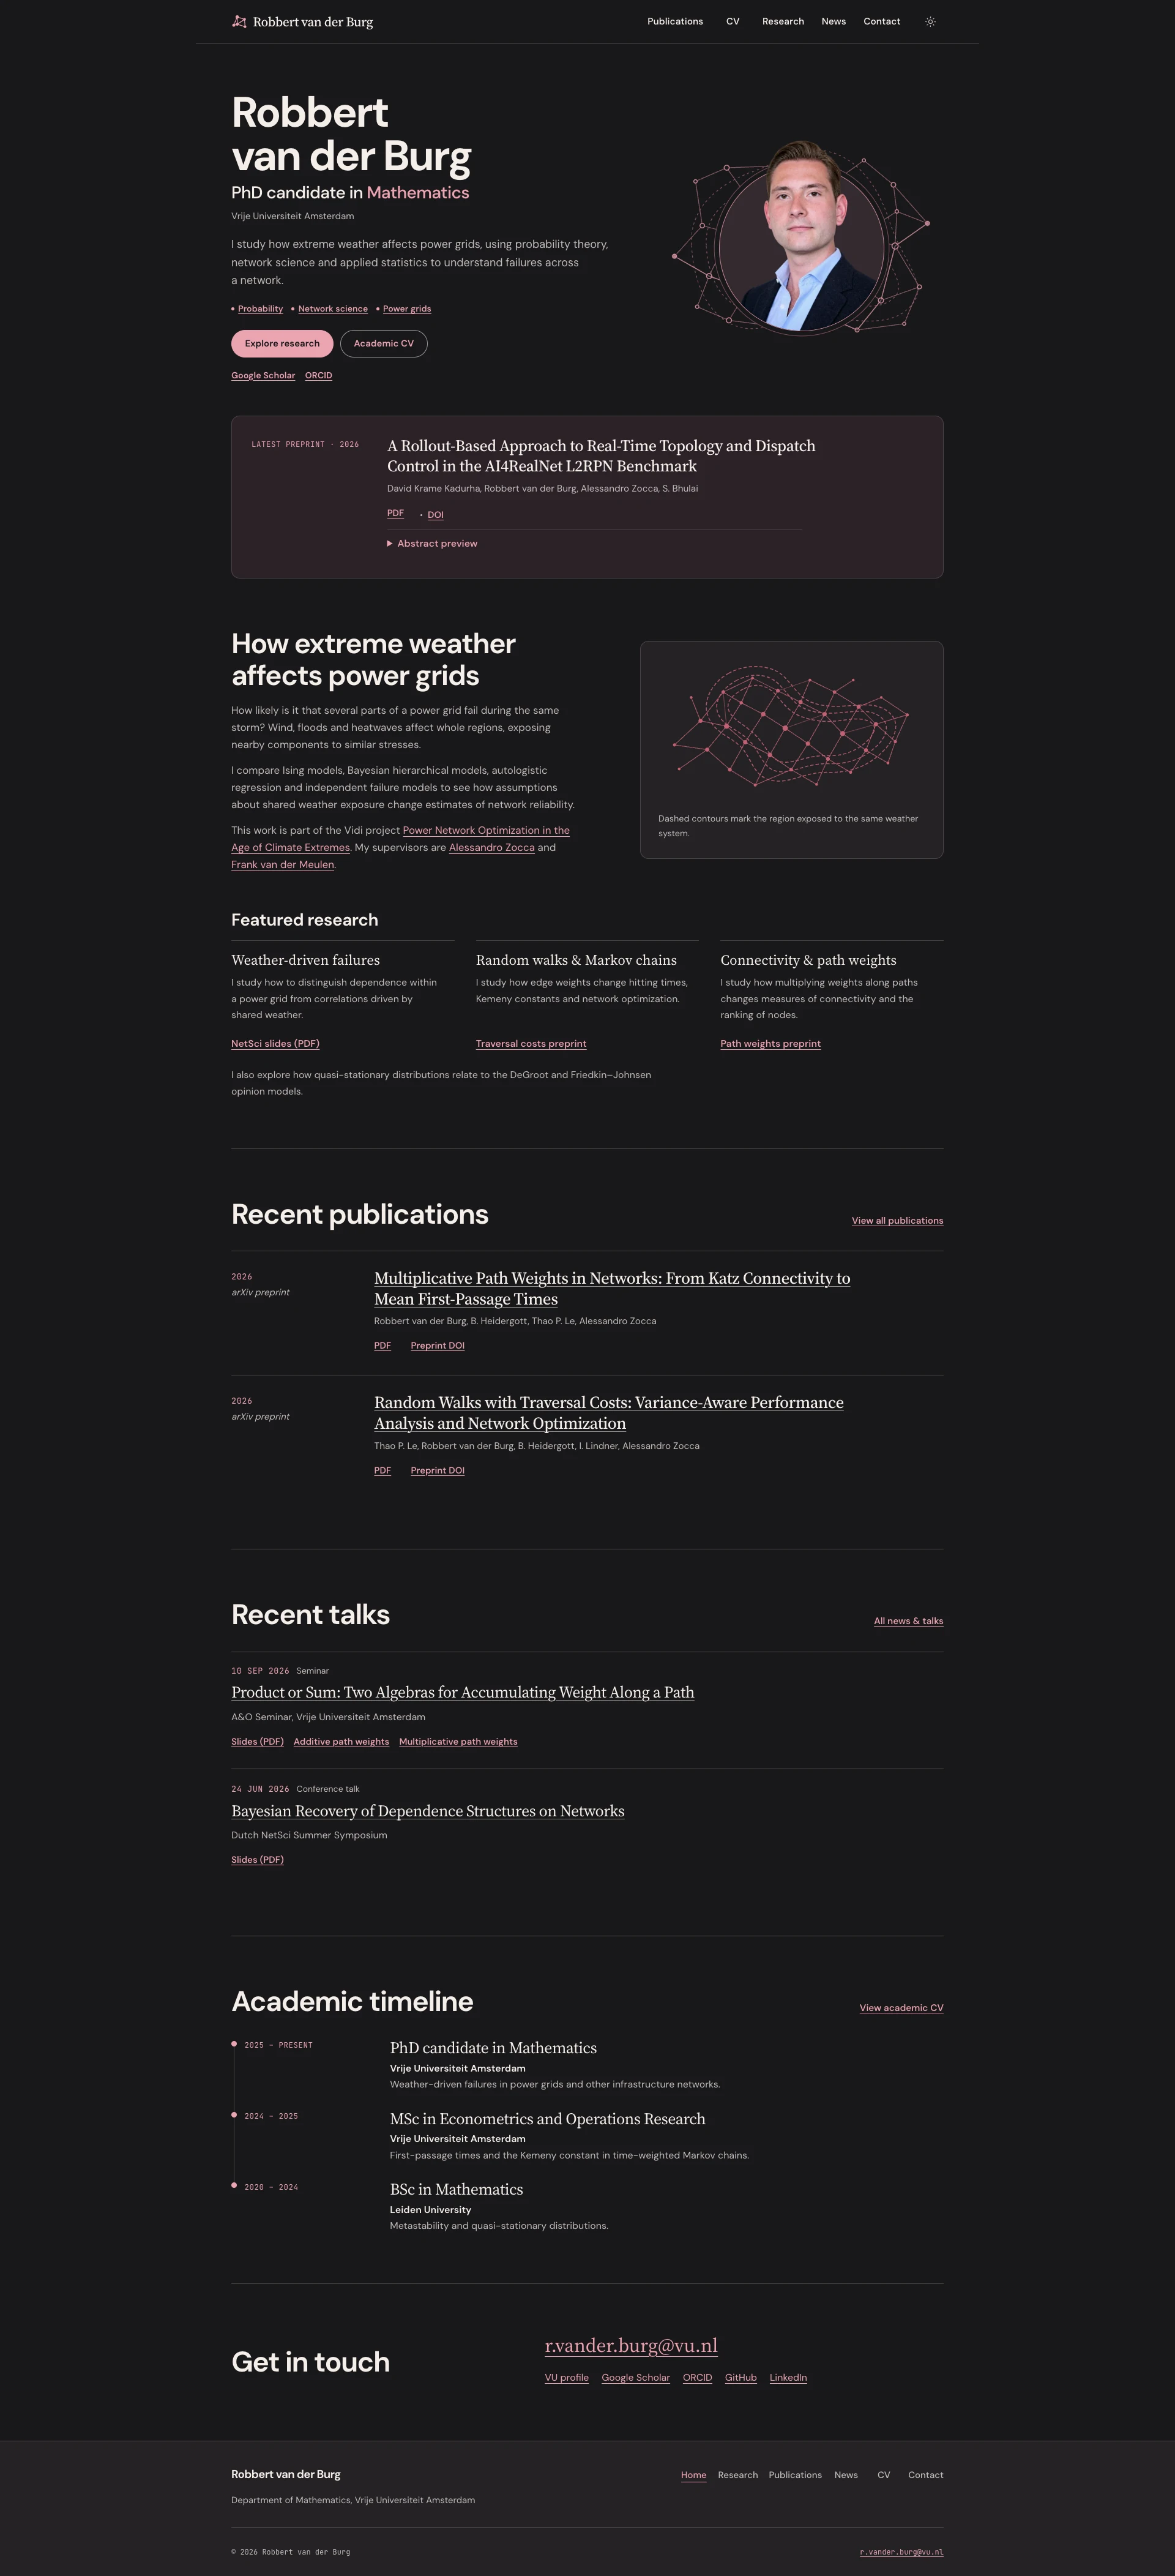 Robbert van der Burg
Publications CV Research News Contact
Robbert
van der Burg
PhD candidate in Mathematics
Vrije Universiteit Amsterdam
I study how extreme weather affects power grids, using probability theory,
network science and applied statistics to understand failures across
a network.
• Probability • Network science • Power grids
Explore research Academic CV
Google Scholar ORCID
LATEST PREPRINT · 2026
A Rollout-Based Approach to Real-Time Topology and Dispatch
Control in the AI4RealNet L2RPN Benchmark
David Krame Kadurha, Robbert van der Burg, Alessandro Zocca, S. Bhulai
PDF · DOI
▶ Abstract preview
How extreme weather
affects power grids
How likely is it that several parts of a power grid fail during the same
storm? Wind, floods and heatwaves affect whole regions, exposing
nearby components to similar stresses.
I compare Ising models, Bayesian hierarchical models, autologistic
regression and independent failure models to see how assumptions
about shared weather exposure change estimates of network reliability.
This work is part of the Vidi project Power Network Optimization in the
Age of Climate Extremes. My supervisors are Alessandro Zocca and
Frank van der Meulen.
Dashed contours mark the region exposed to the same weather
system.
Featured research
Weather-driven failures
I study how to distinguish dependence within
a power grid from correlations driven by
shared weather.
NetSci slides (PDF)
Random walks & Markov chains
I study how edge weights change hitting times,
Kemeny constants and network optimization.
Traversal costs preprint
Connectivity & path weights
I study how multiplying weights along paths
changes measures of connectivity and the
ranking of nodes.
Path weights preprint
I also explore how quasi-stationary distributions relate to the DeGroot and Friedkin–Johnsen
opinion models.
Recent publications
View all publications
2026
arXiv preprint
Multiplicative Path Weights in Networks: From Katz Connectivity to
Mean First-Passage Times
Robbert van der Burg, B. Heidergott, Thao P. Le, Alessandro Zocca
PDF Preprint DOI
2026
arXiv preprint
Random Walks with Traversal Costs: Variance-Aware Performance
Analysis and Network Optimization
Thao P. Le, Robbert van der Burg, B. Heidergott, I. Lindner, Alessandro Zocca
PDF Preprint DOI
Recent talks
All news & talks
10 SEP 2026 Seminar
Product or Sum: Two Algebras for Accumulating Weight Along a Path
A&O Seminar, Vrije Universiteit Amsterdam
Slides (PDF) Additive path weights Multiplicative path weights
24 JUN 2026 Conference talk
Bayesian Recovery of Dependence Structures on Networks
Dutch NetSci Summer Symposium
Slides (PDF)
Academic timeline
View academic CV
2025 – PRESENT
PhD candidate in Mathematics
Vrije Universiteit Amsterdam
Weather-driven failures in power grids and other infrastructure networks.
2024 – 2025
MSc in Econometrics and Operations Research
Vrije Universiteit Amsterdam
First-passage times and the Kemeny constant in time-weighted Markov chains.
2020 – 2024
BSc in Mathematics
Leiden University
Metastability and quasi-stationary distributions.
Get in touch
r.vander.burg@vu.nl
VU profile Google Scholar ORCID GitHub LinkedIn
Robbert van der Burg
Home Research Publications News CV Contact
Department of Mathematics, Vrije Universiteit Amsterdam
© 2026 Robbert van der Burg
r.vander.burg@vu.nl